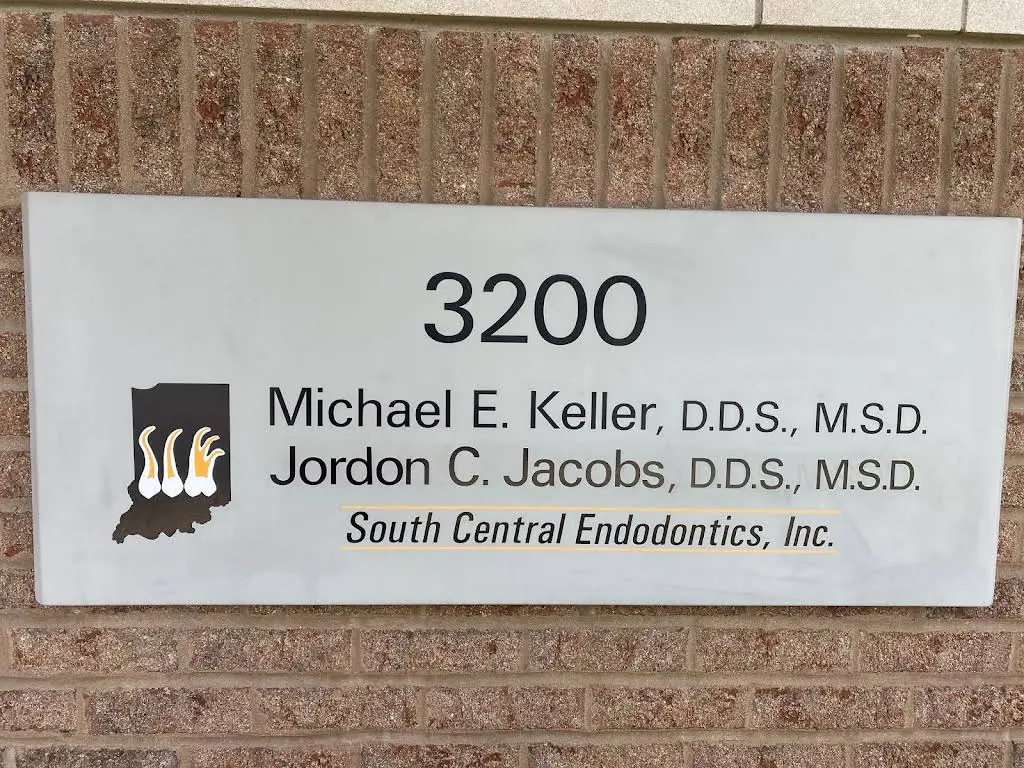 3200
Michael E. Keller, D.D.S., M.S.D.
Jordon C. Jacobs, D.D.S., M.S.D.
South Central Endodontics, Inc.